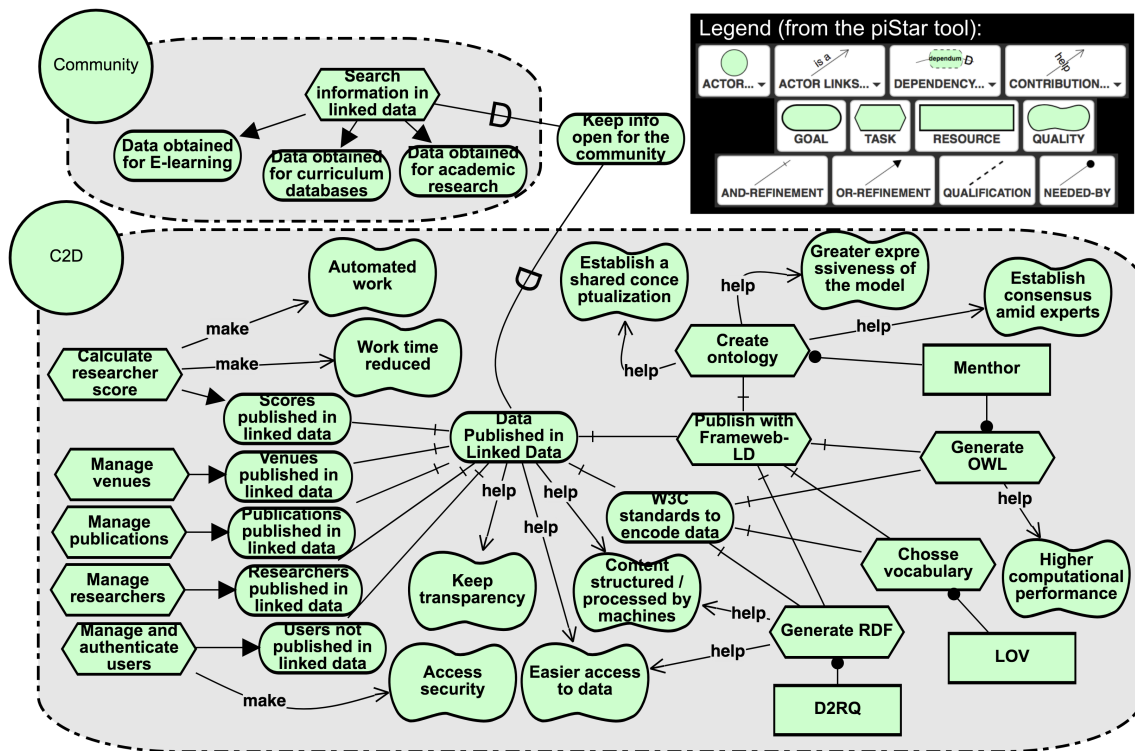 Legend (from the piStar tool):
ACTOR...
is a
ACTOR LINKS...
dependum
D
DEPENDENCY...
help
CONTRIBUTION...
GOAL
TASK
RESOURCE
QUALITY
AND-REFINEMENT
OR-REFINEMENT
QUALIFICATION
NEEDED-BY
Community
Search
information in
linked data
D
Keep info
open for the
community
Data obtained
for E-learning
Data obtained
for curriculum
databases
Data obtained
for academic
research
D
C2D
Automated
work
make
Work time
reduced
make
Calculate
researcher
score
Establish a
shared conce
ptualization
help
Greater expre
ssiveness of
the model
help
Establish
consensus
amid experts
help
Create
ontology
Menthor
Scores
published in
linked data
Data
Published in
Linked Data
Publish with
Frameweb-
LD
Generate
OWL
Manage
venues
Venues
published in
linked data
help
help
help
help
W3C
standards to
encode data
Manage
publications
Publications
published in
linked data
Chosse
vocabulary
Higher
computational
performance
Manage
researchers
Researchers
published in
linked data
Keep
transparency
Content
structured /
processed by
machines
help
Generate RDF
Manage and
authenticate
users
Users not
published in
linked data
help
LOV
make
Access
security
Easier access
to data
D2RQ